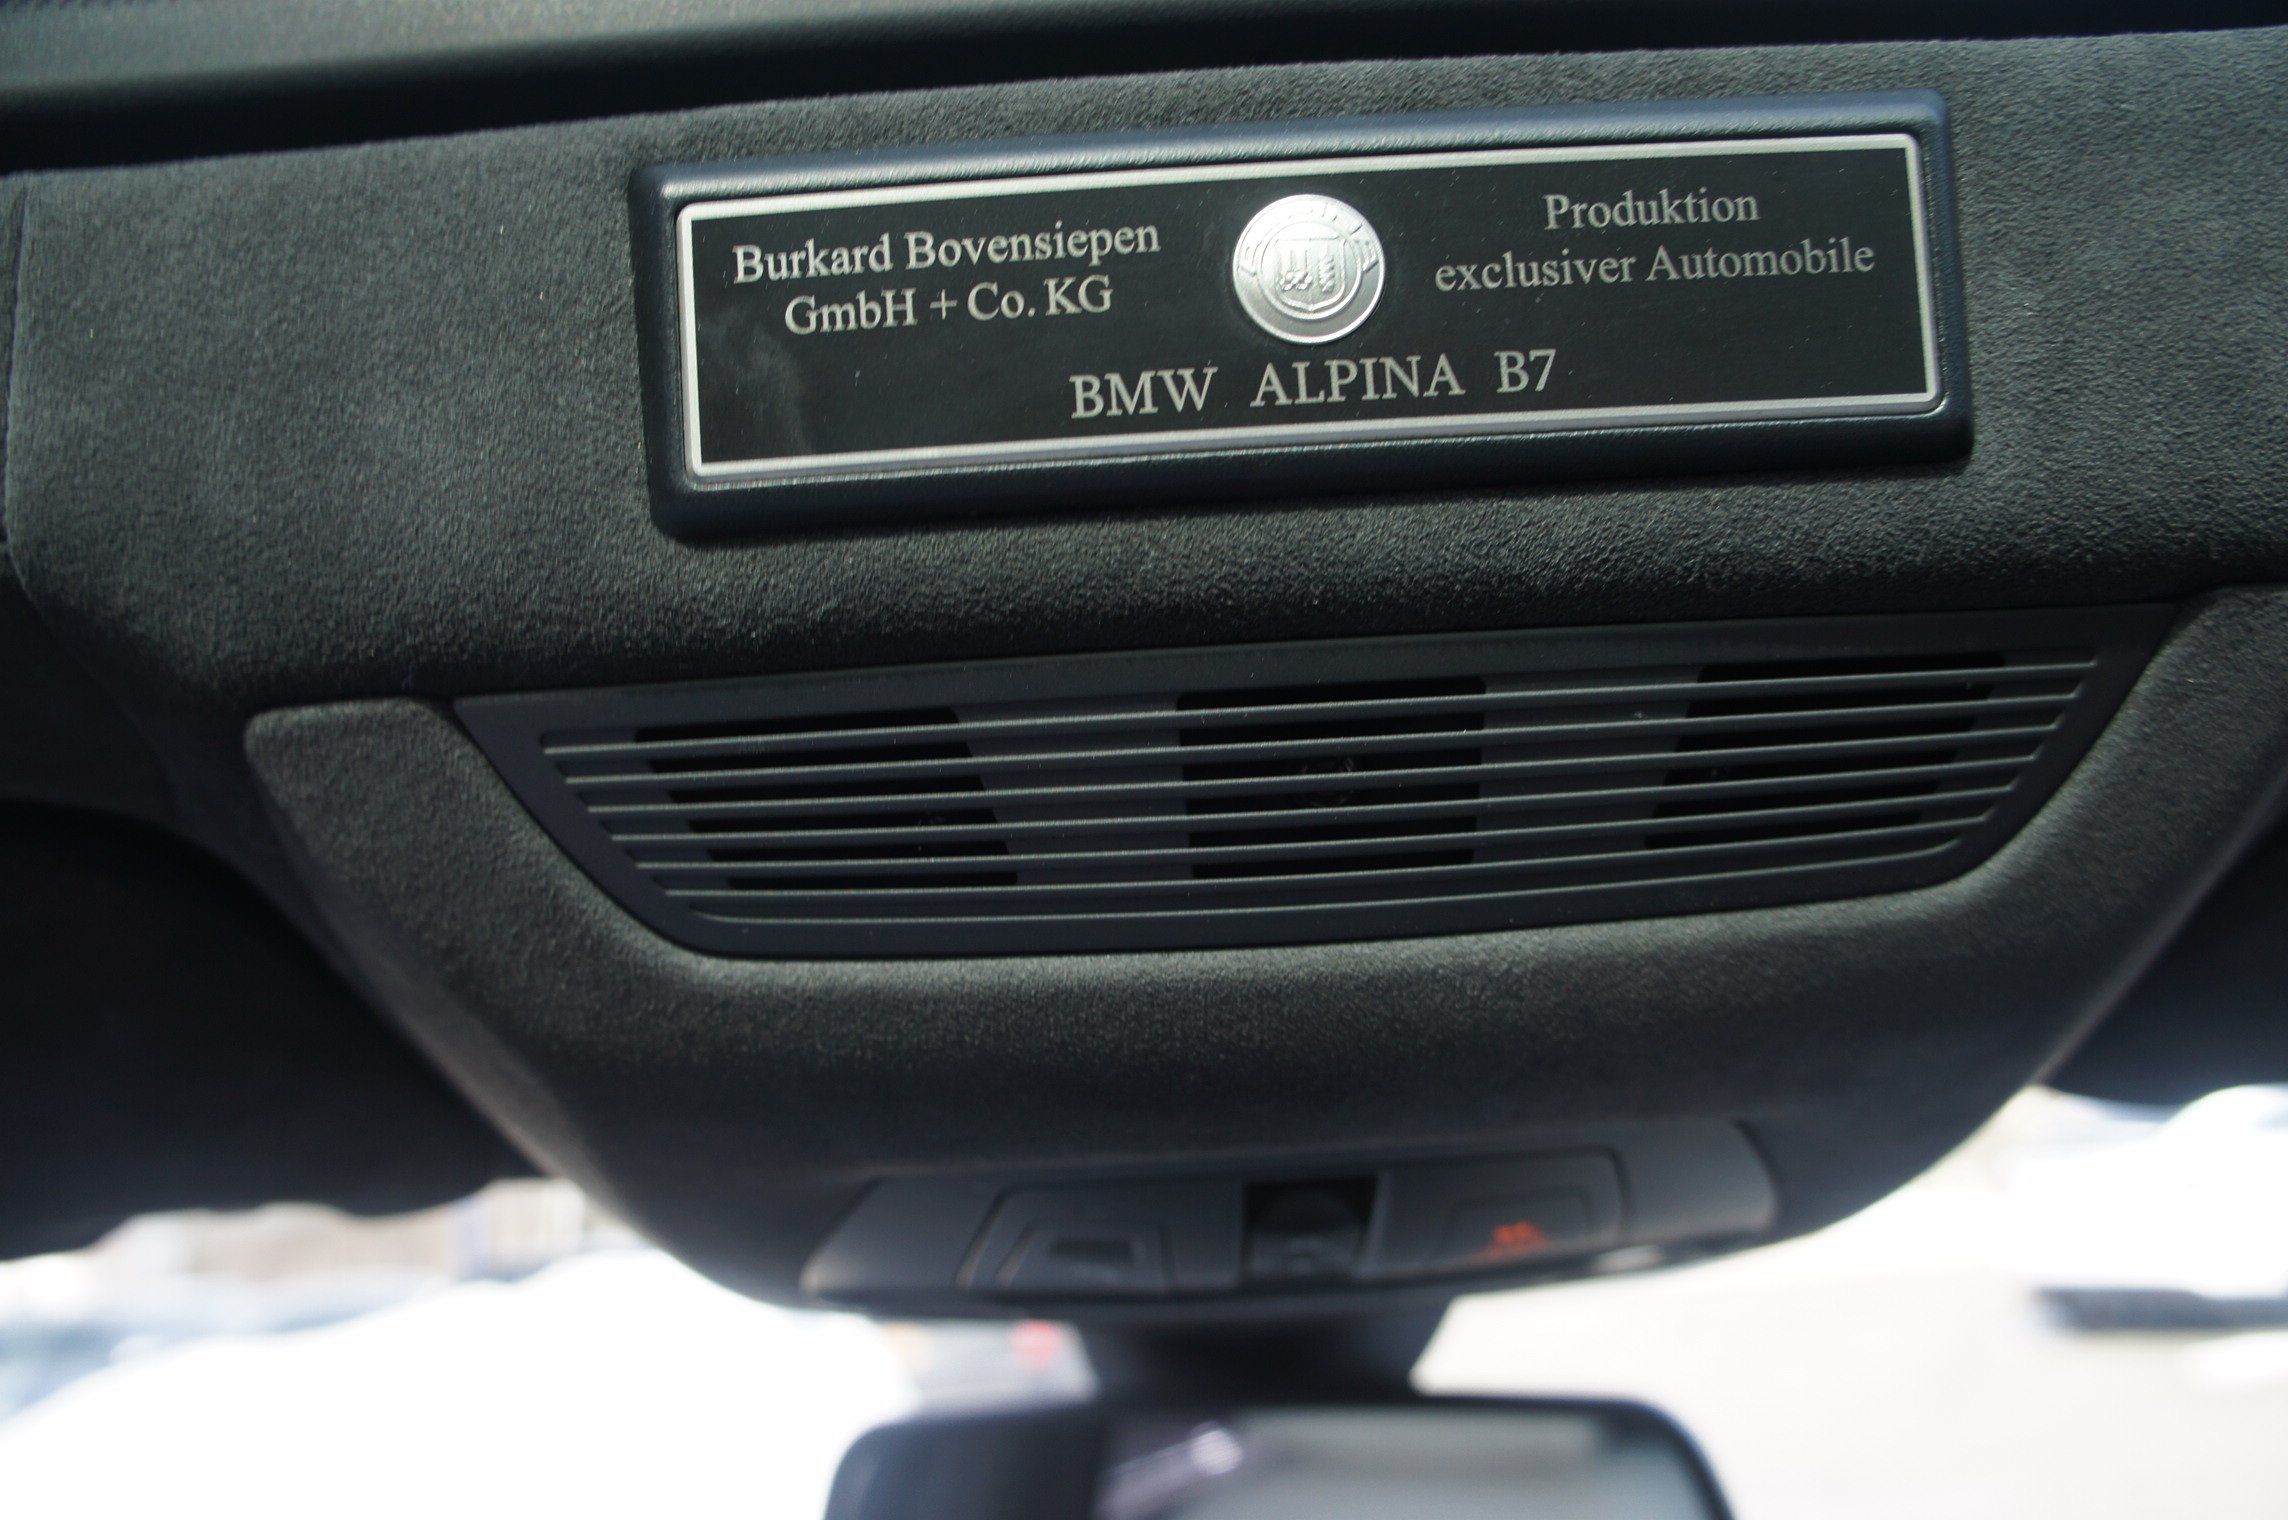 Burkard Bovensiepen
GmbH + Co. KG
Produktion
exclusiver Automobile
BMW ALPINA B7